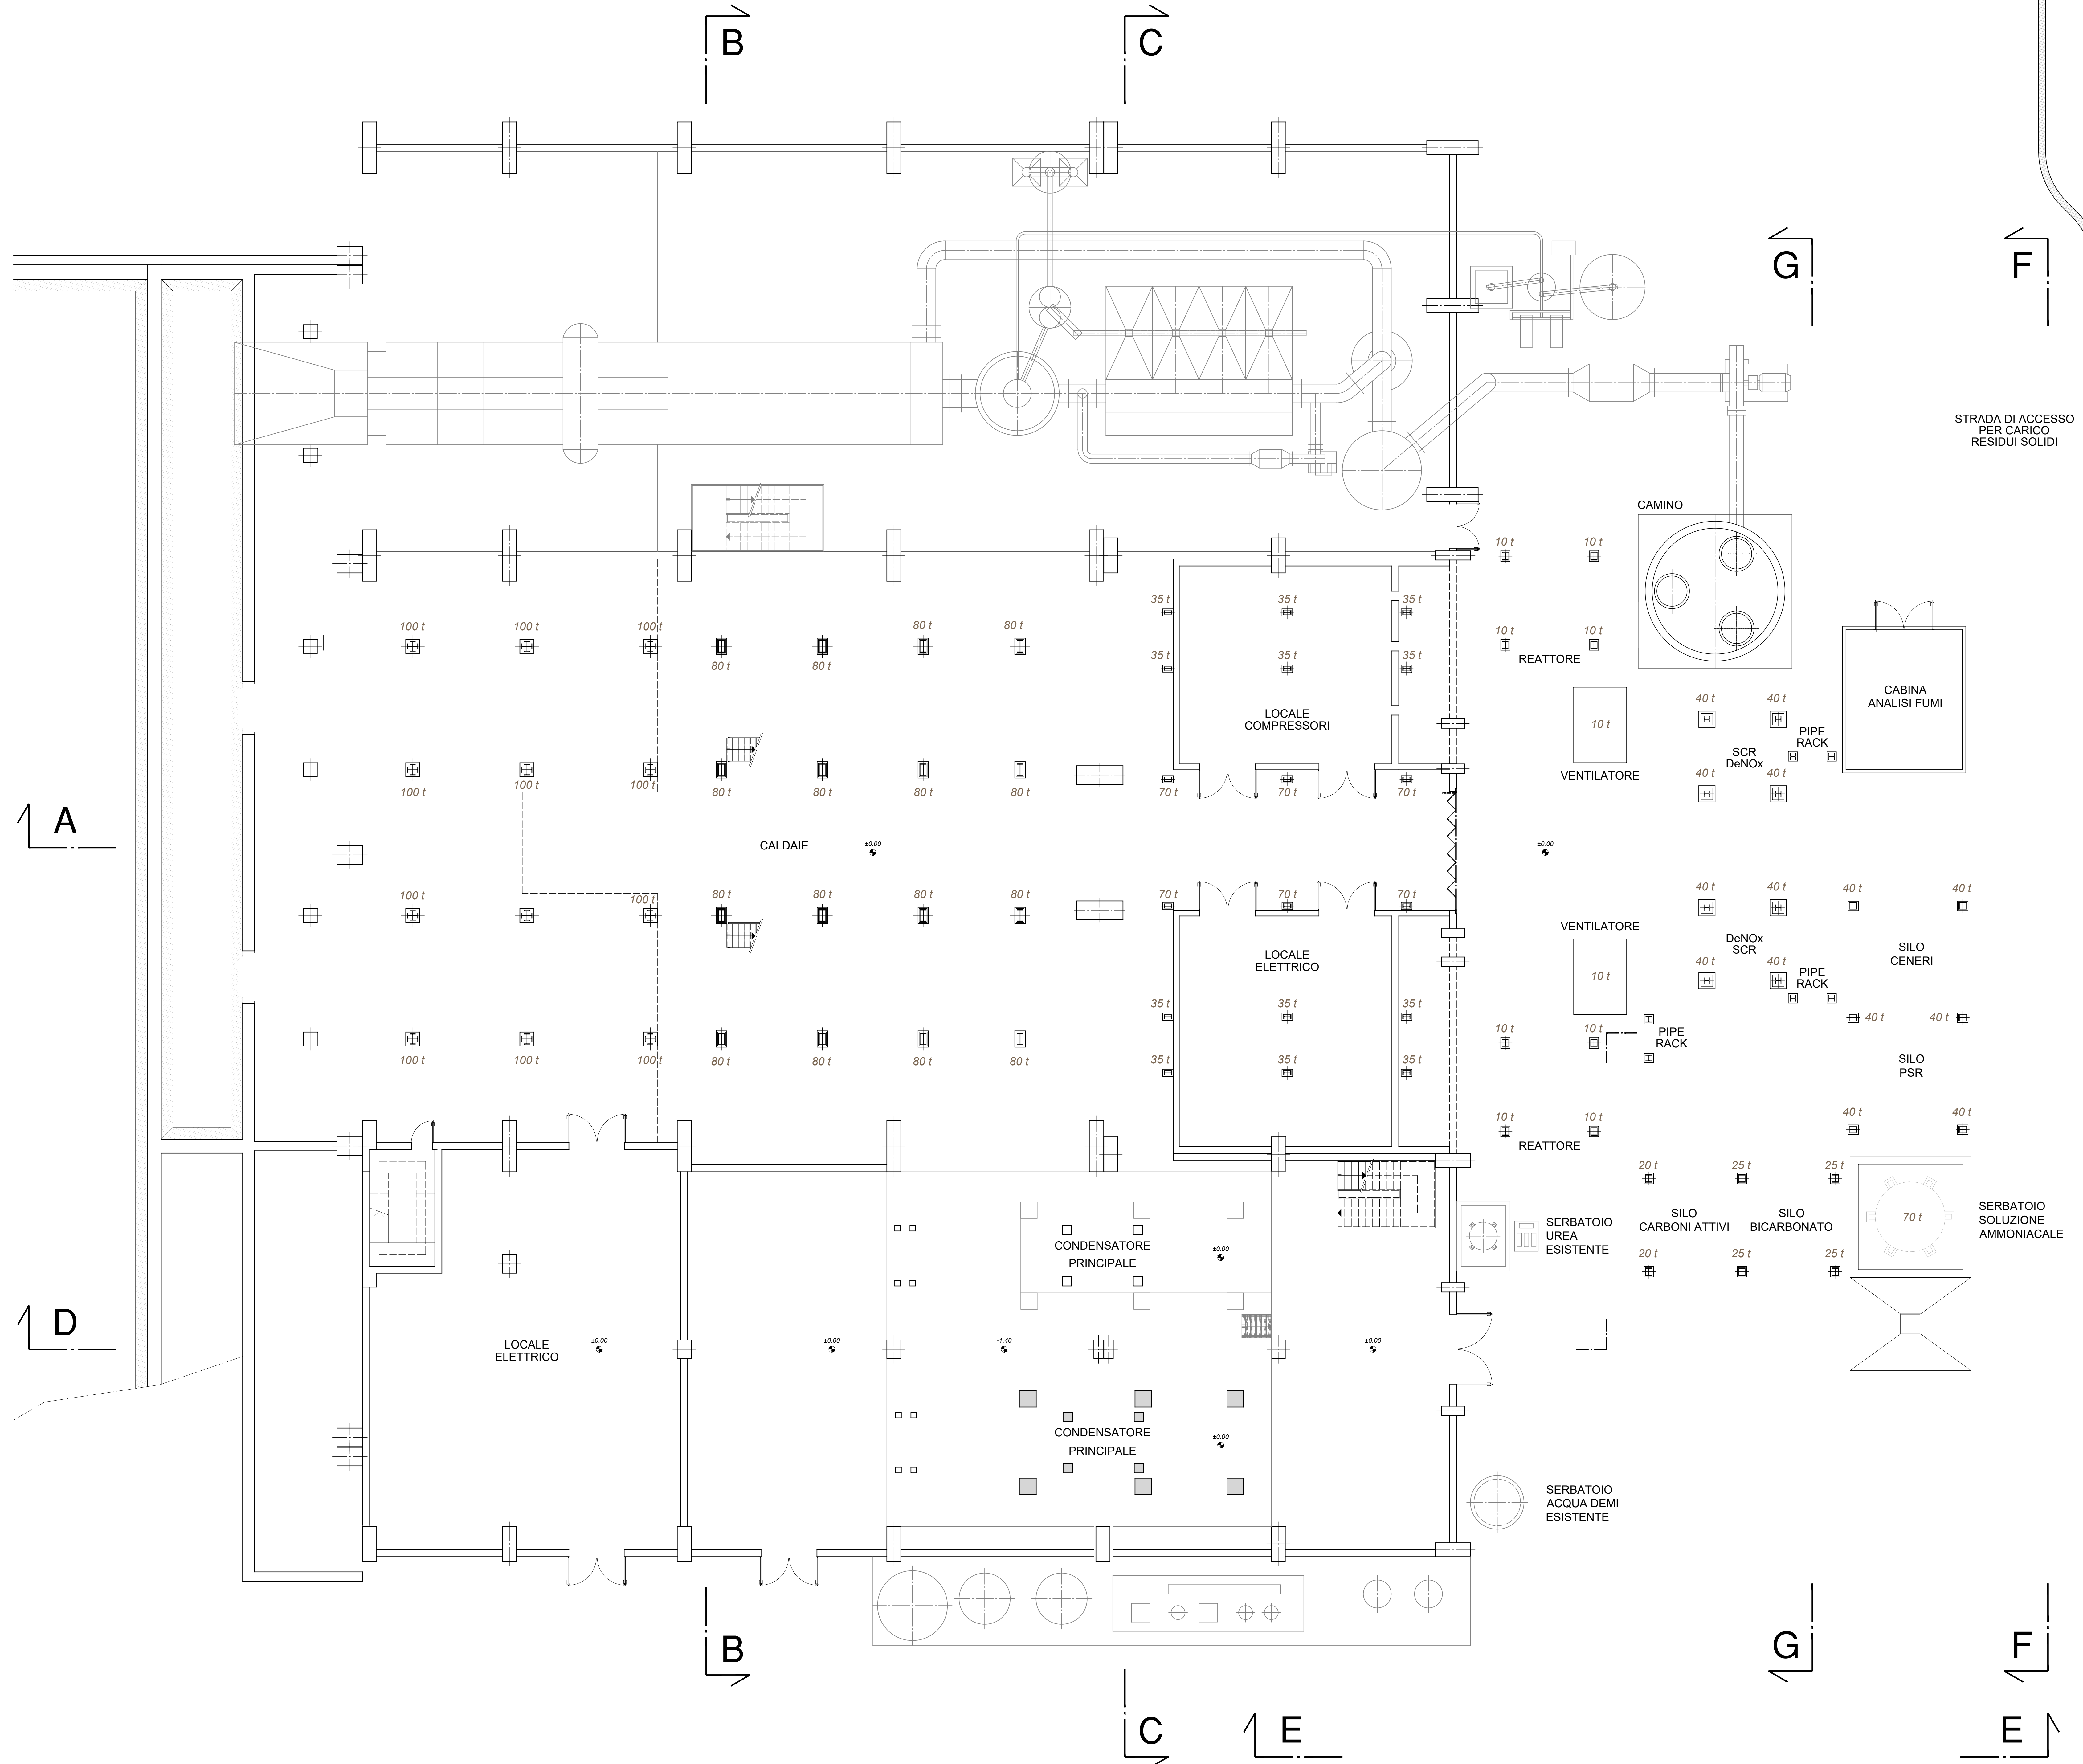 B
C
G
F
STRADA DI ACCESSO
PER CARICO
RESIDUI SOLIDI
CAMINO
10 t
10 t
35 t
35 t
35 t
100 t
100 t
100 t
80 t
80 t
10 t
10 t
80 t
80 t
35 t
35 t
35 t
REATTORE
CABINA
ANALISI FUMI
40 t
40 t
LOCALE
COMPRESSORI
10 t
PIPE
RACK
SCR
DeNOx
VENTILATORE
40 t
40 t
100 t
100 t
100 t
80 t
80 t
80 t
80 t
70 t
70 t
70 t
A
CALDAIE
±0.00
±0.00
100 t
100 t
80 t
80 t
80 t
80 t
70 t
70 t
70 t
40 t
40 t
40 t
40 t
VENTILATORE
DeNOx
SCR
SILO
CENERI
LOCALE
ELETTRICO
40 t
40 t
10 t
PIPE
RACK
35 t
35 t
35 t
40 t
40 t
10 t
10 t
PIPE
RACK
100 t
100 t
100 t
80 t
80 t
80 t
80 t
35 t
35 t
35 t
SILO
PSR
10 t
10 t
40 t
40 t
REATTORE
20 t
25 t
25 t
SILO
CARBONI ATTIVI
SILO
BICARBONATO
70 t
SERBATOIO
SOLUZIONE
AMMONIACALE
SERBATOIO
UREA
ESISTENTE
20 t
25 t
25 t
CONDENSATORE
PRINCIPALE
±0.00
D
LOCALE
ELETTRICO
±0.00
±0.00
-1.40
±0.00
CONDENSATORE
PRINCIPALE
±0.00
SERBATOIO
ACQUA DEMI
ESISTENTE
B
G
F
C
E
E